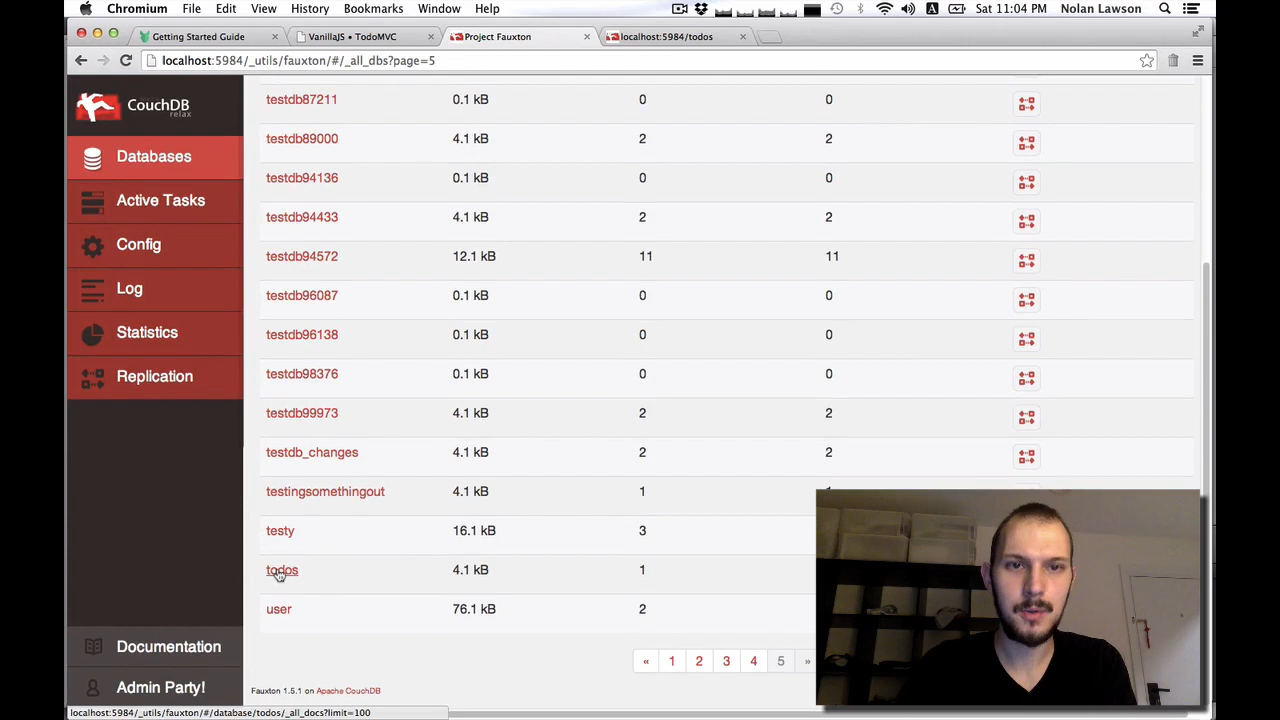 Chromium File Edit View History Bookmarks Window Help A Sat 11:04 PM Nolan Lawson
Getting Started Guide × VanillaJS • TodoMVC × Project Fauxton × localhost:5984/todos ×
localhost:5984/_utils/fauxton/#/_all_dbs?page=5
CouchDB
relax
Databases
Active Tasks
Config
Log
Statistics
Replication
Documentation
Admin Party!
testdb87211 0.1 kB 0 0
testdb89000 4.1 kB 2 2
testdb94136 0.1 kB 0 0
testdb94433 4.1 kB 2 2
testdb94572 12.1 kB 11 11
testdb96087 0.1 kB 0 0
testdb96138 0.1 kB 0 0
testdb98376 0.1 kB 0 0
testdb99973 4.1 kB 2 2
testdb_changes 4.1 kB 2 2
testingsomethingout 4.1 kB 1
testy 16.1 kB 3
todos 4.1 kB 1
user 76.1 kB 2
« 1 2 3 4 5 »
Fauxton 1.5.1 on Apache CouchDB
localhost:5984/_utils/fauxton/#/database/todos/_all_docs?limit=100